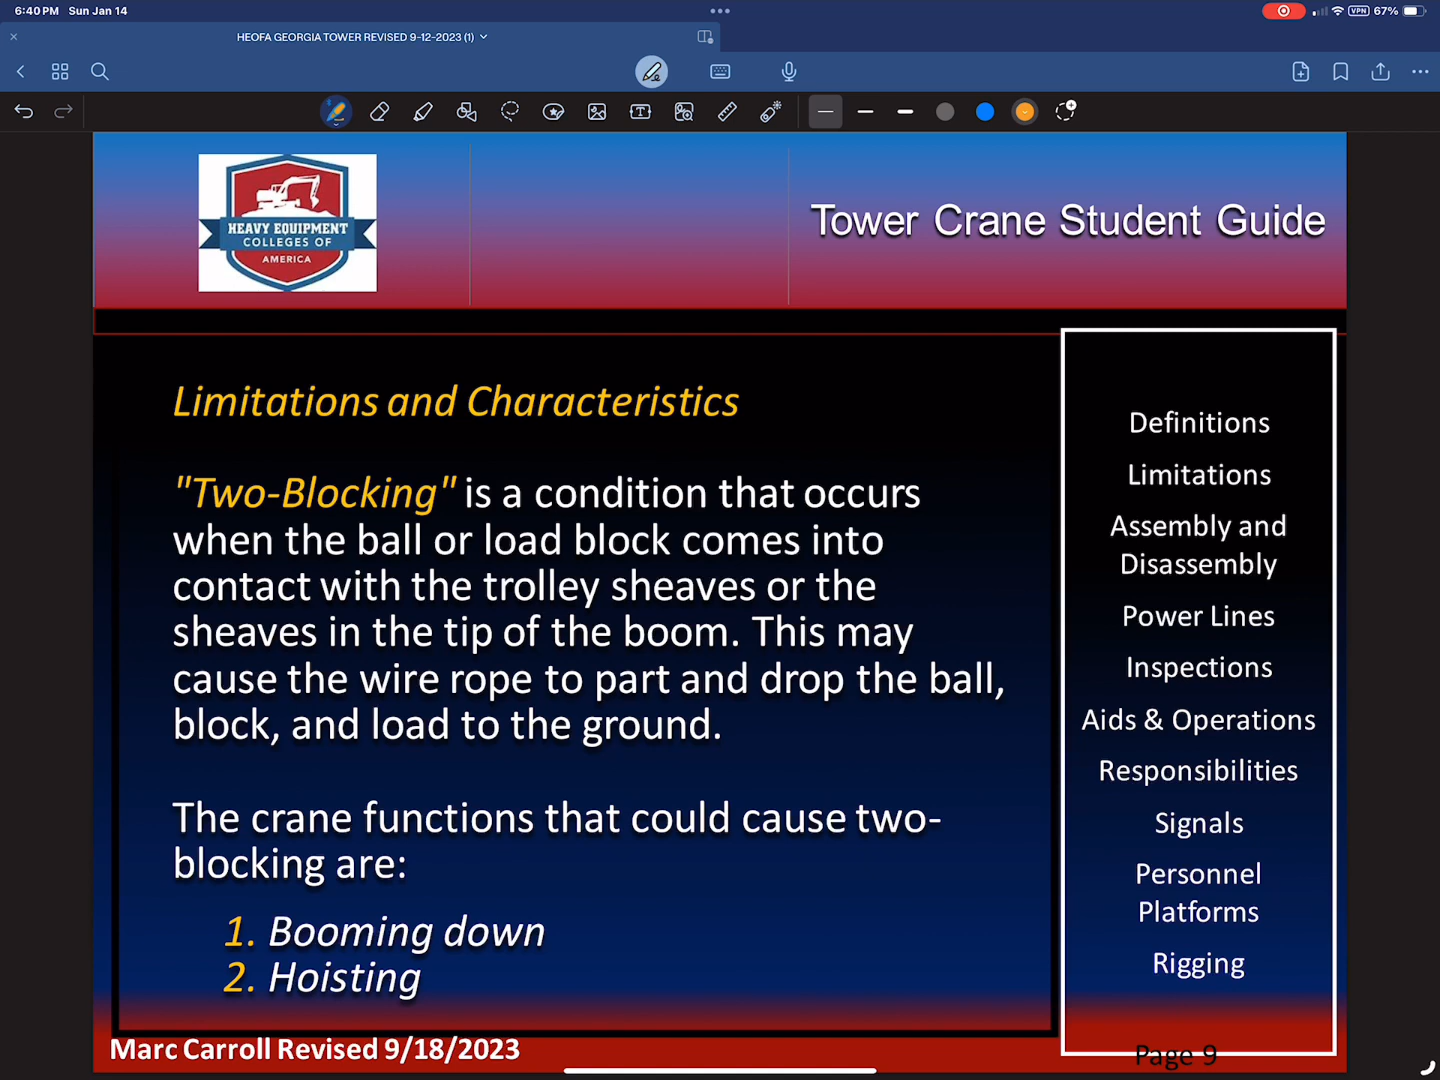 6:40 PM Sun Jan 14
VPN 67%
HEOFA GEORGIA TOWER REVISED 9-12-2023 (1)
HEAVY EQUIPMENT
COLLEGES OF
AMERICA
Tower Crane Student Guide
Limitations and Characteristics
"Two-Blocking" is a condition that occurs
when the ball or load block comes into
contact with the trolley sheaves or the
sheaves in the tip of the boom. This may
cause the wire rope to part and drop the ball,
block, and load to the ground.
The crane functions that could cause two-
blocking are:
1. Booming down
2. Hoisting
Definitions
Limitations
Assembly and
Disassembly
Power Lines
Inspections
Aids & Operations
Responsibilities
Signals
Personnel
Platforms
Rigging
Marc Carroll Revised 9/18/2023
Page 9